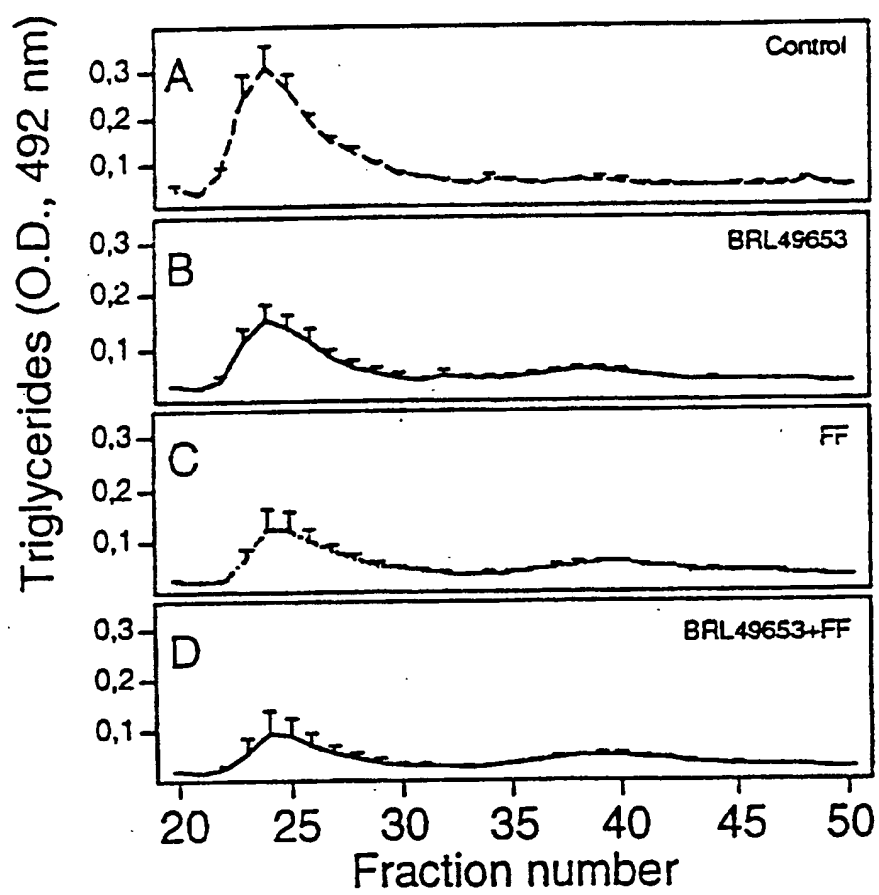 Triglycerides (O.D., 492 nm)
A
Control
0,3
0,2
0,1
B
BRL49653
0,3
0,2
0,1
C
FF
0,3
0,2
0,1
D
BRL49653+FF
0,3
0,2
0,1
20 25 30 35 40 45 50
Fraction number